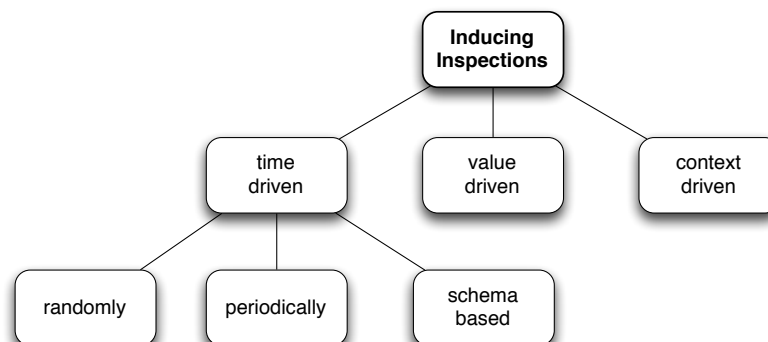 Inducing
Inspections
time
driven
value
driven
context
driven
randomly
periodically
schema
based